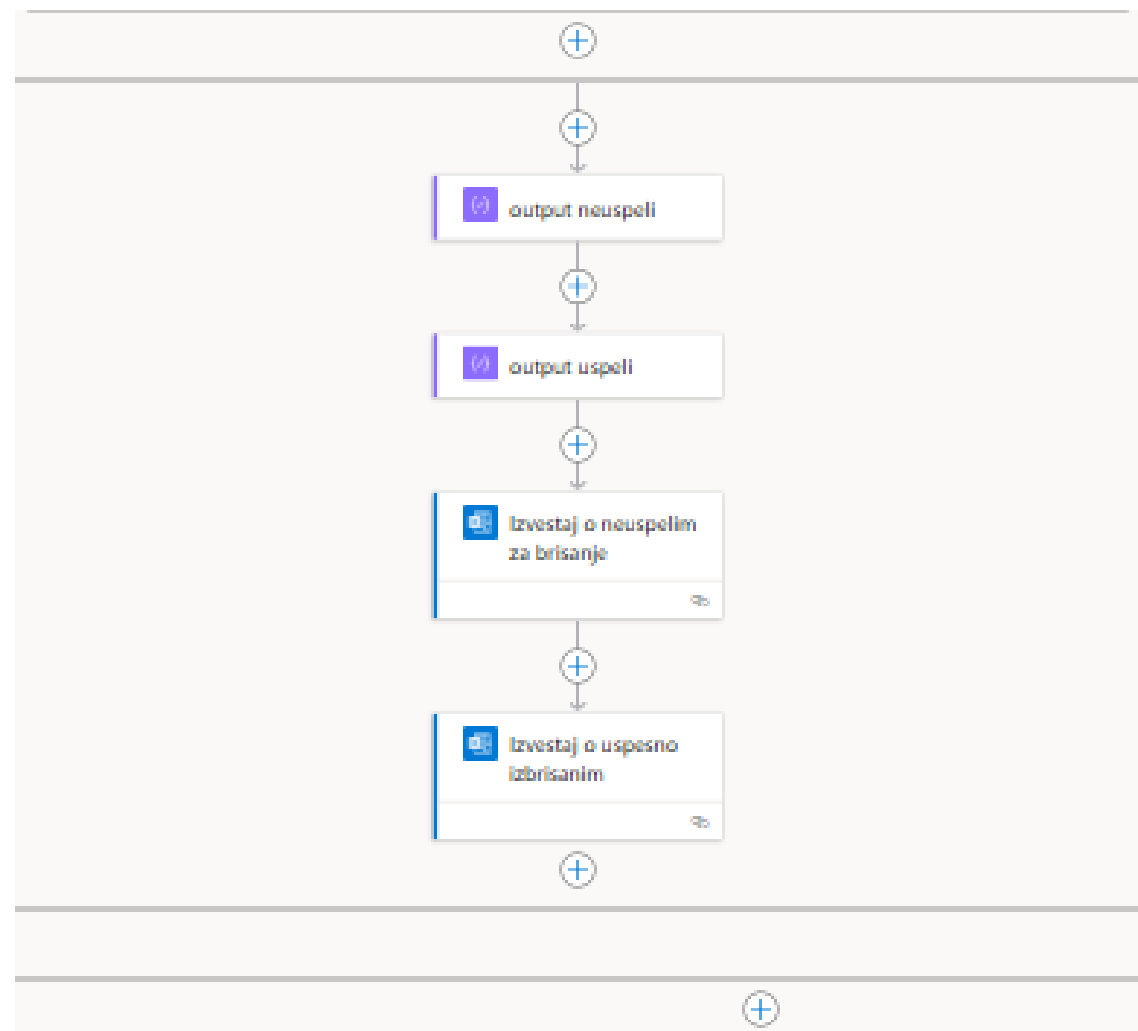 output neuspeli
output uspeli
Izvestaj o neuspelim
za brisanje
Izvestaj o uspesno
izbrisanim